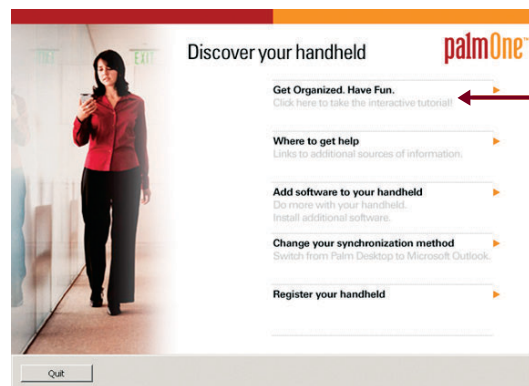 EXIT
Discover your handheld
palmOne™
Get Organized. Have Fun.
Click here to take the interactive tutorial!
Where to get help
Links to additional sources of information.
Add software to your handheld
Do more with your handheld.
Install additional software.
Change your synchronization method
Switch from Palm Desktop to Microsoft Outlook.
Register your handheld
Quit